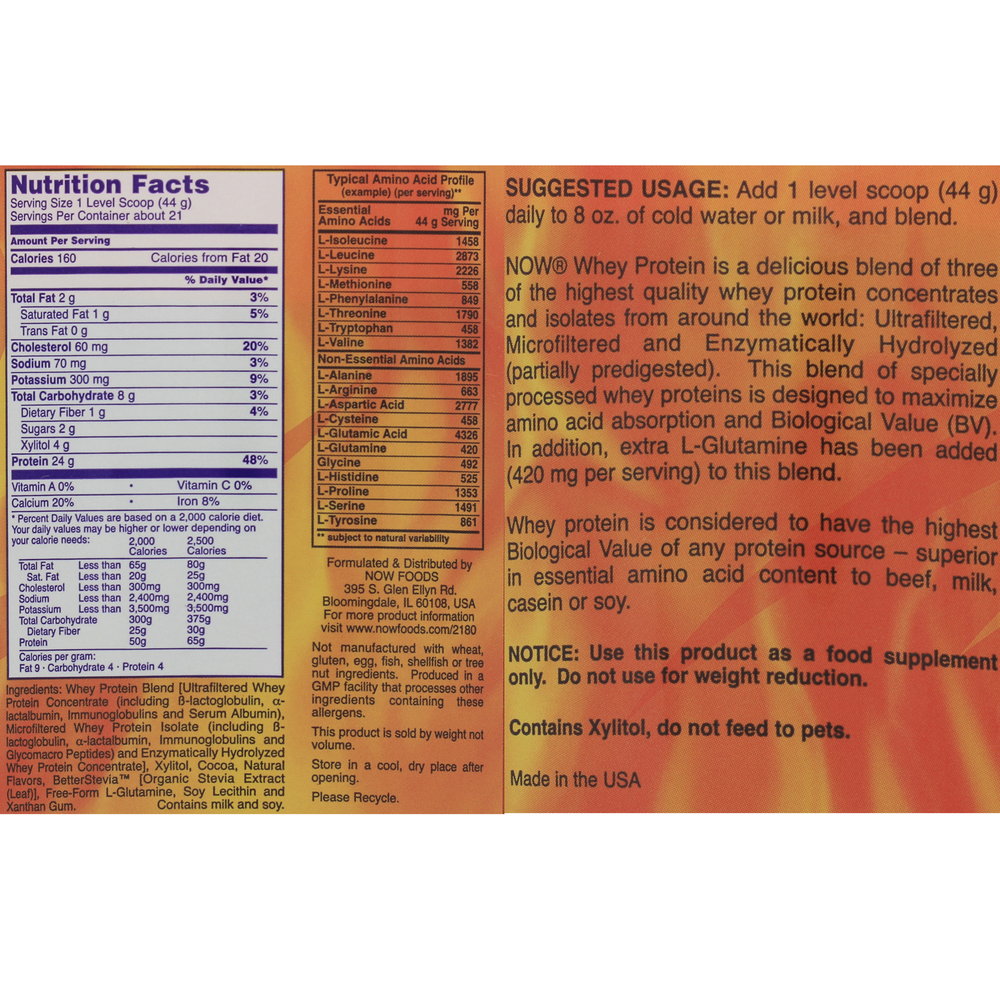 Nutrition Facts
Serving Size 1 Level Scoop (44 g)
Servings Per Container about 21
Amount Per Serving
Calories 160 Calories from Fat 20
% Daily Value*
Total Fat 2 g 3%
Saturated Fat 1 g 5%
Trans Fat 0 g
Cholesterol 60 mg 20%
Sodium 70 mg 3%
Potassium 300 mg 9%
Total Carbohydrate 8 g 3%
Dietary Fiber 1 g 4%
Sugars 2 g
Xylitol 4 g
Protein 24 g 48%
Vitamin A 0% • Vitamin C 0%
Calcium 20% • Iron 8%
* Percent Daily Values are based on a 2,000 calorie diet.
Your daily values may be higher or lower depending on
your calorie needs: 2,000 2,500
Calories Calories
Total Fat Less than 65g 80g
Sat. Fat Less than 20g 25g
Cholesterol Less than 300mg 300mg
Sodium Less than 2,400mg 2,400mg
Potassium Less than 3,500mg 3,500mg
Total Carbohydrate 300g 375g
Dietary Fiber 25g 30g
Protein 50g 65g
Calories per gram:
Fat 9 · Carbohydrate 4 · Protein 4
Ingredients: Whey Protein Blend [Ultrafiltered Whey
Protein Concentrate (including ß-lactoglobulin, α-
lactalbumin, Immunoglobulins and Serum Albumin),
Microfiltered Whey Protein Isolate (including ß-
lactoglobulin, α-lactalbumin, Immunoglobulins and
Glycomacro Peptides) and Enzymatically Hydrolyzed
Whey Protein Concentrate], Xylitol, Cocoa, Natural
Flavors, BetterStevia™ [Organic Stevia Extract
(Leaf)], Free-Form L-Glutamine, Soy Lecithin and
Xanthan Gum. Contains milk and soy.
Typical Amino Acid Profile
(example) (per serving)**
Essential mg Per
Amino Acids 44 g Serving
L-Isoleucine 1458
L-Leucine 2873
L-Lysine 2226
L-Methionine 558
L-Phenylalanine 849
L-Threonine 1790
L-Tryptophan 458
L-Valine 1382
Non-Essential Amino Acids
L-Alanine 1895
L-Arginine 663
L-Aspartic Acid 2777
L-Cysteine 458
L-Glutamic Acid 4326
L-Glutamine 420
Glycine 492
L-Histidine 525
L-Proline 1353
L-Serine 1491
L-Tyrosine 861
** subject to natural variability
Formulated & Distributed by
NOW FOODS
395 S. Glen Ellyn Rd.
Bloomingdale, IL 60108, USA
For more product information
visit www.nowfoods.com/2180
Not manufactured with wheat,
gluten, egg, fish, shellfish or tree
nut ingredients. Produced in a
GMP facility that processes other
ingredients containing these
allergens.
This product is sold by weight not
volume.
Store in a cool, dry place after
opening.
Please Recycle.
SUGGESTED USAGE: Add 1 level scoop (44 g)
daily to 8 oz. of cold water or milk, and blend.
NOW® Whey Protein is a delicious blend of three
of the highest quality whey protein concentrates
and isolates from around the world: Ultrafiltered,
Microfiltered and Enzymatically Hydrolyzed
(partially predigested). This blend of specially
processed whey proteins is designed to maximize
amino acid absorption and Biological Value (BV).
In addition, extra L-Glutamine has been added
(420 mg per serving) to this blend.
Whey protein is considered to have the highest
Biological Value of any protein source – superior
in essential amino acid content to beef, milk,
casein or soy.
NOTICE: Use this product as a food supplement
only. Do not use for weight reduction.
Contains Xylitol, do not feed to pets.
Made in the USA